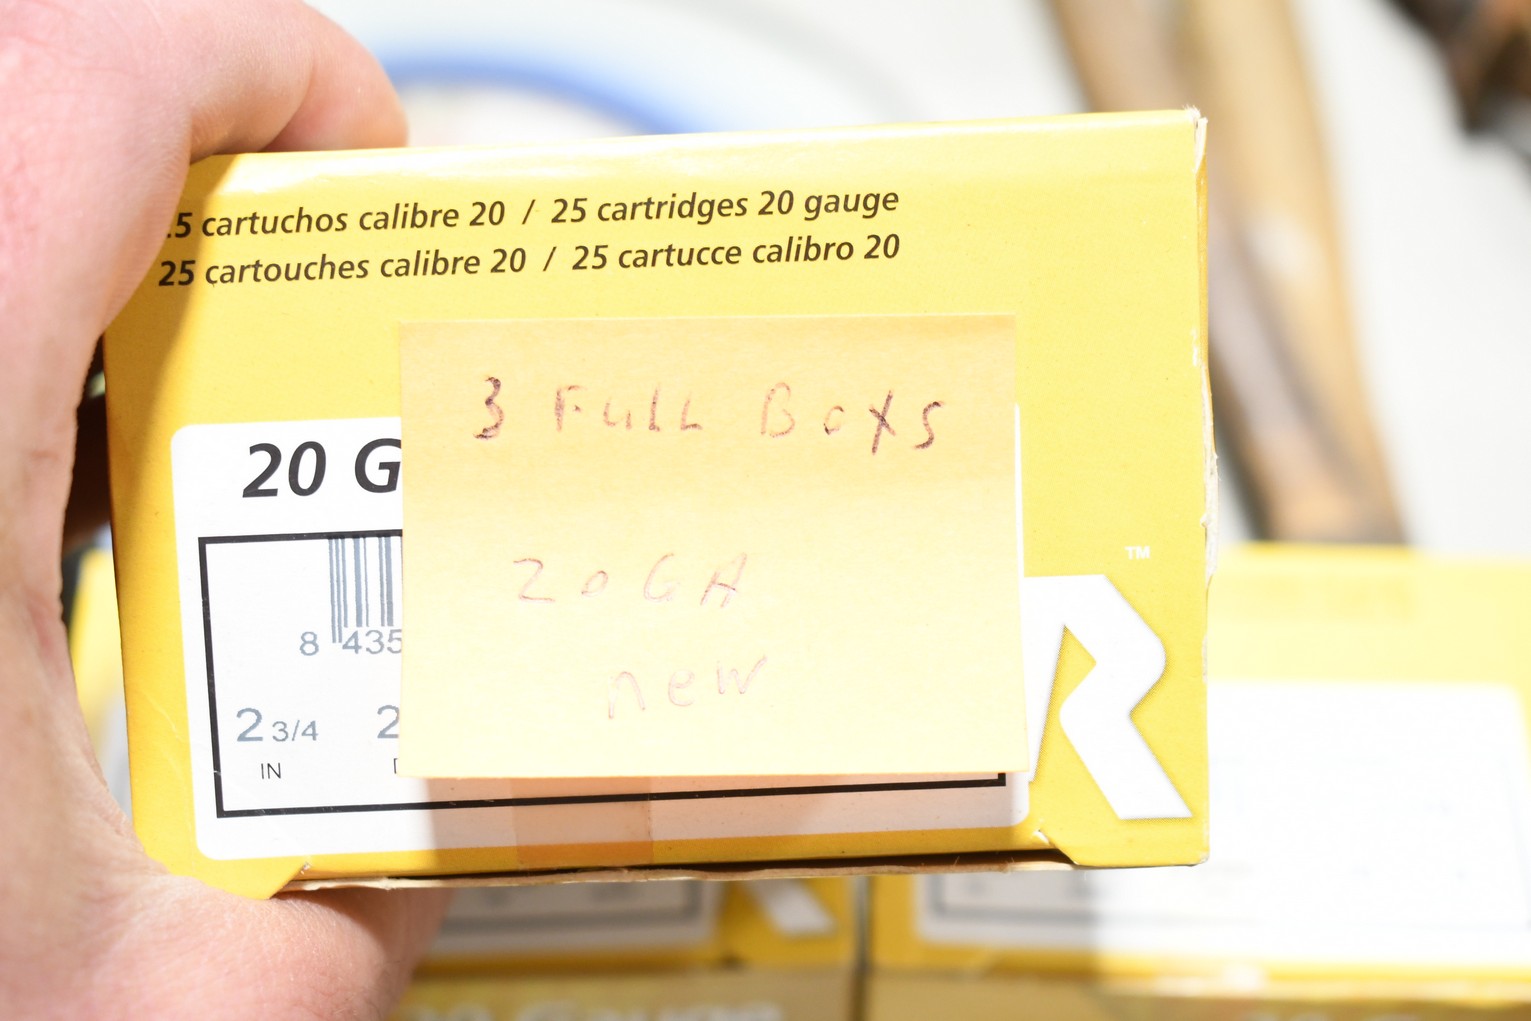 .5 cartuchos calibre 20 / 25 cartridges 20 gauge
25 cartouches calibre 20 / 25 cartucce calibro 20
3 Full Boxs
20 G
20 GA
new
8 435
2 3/4 2
IN
TM
R